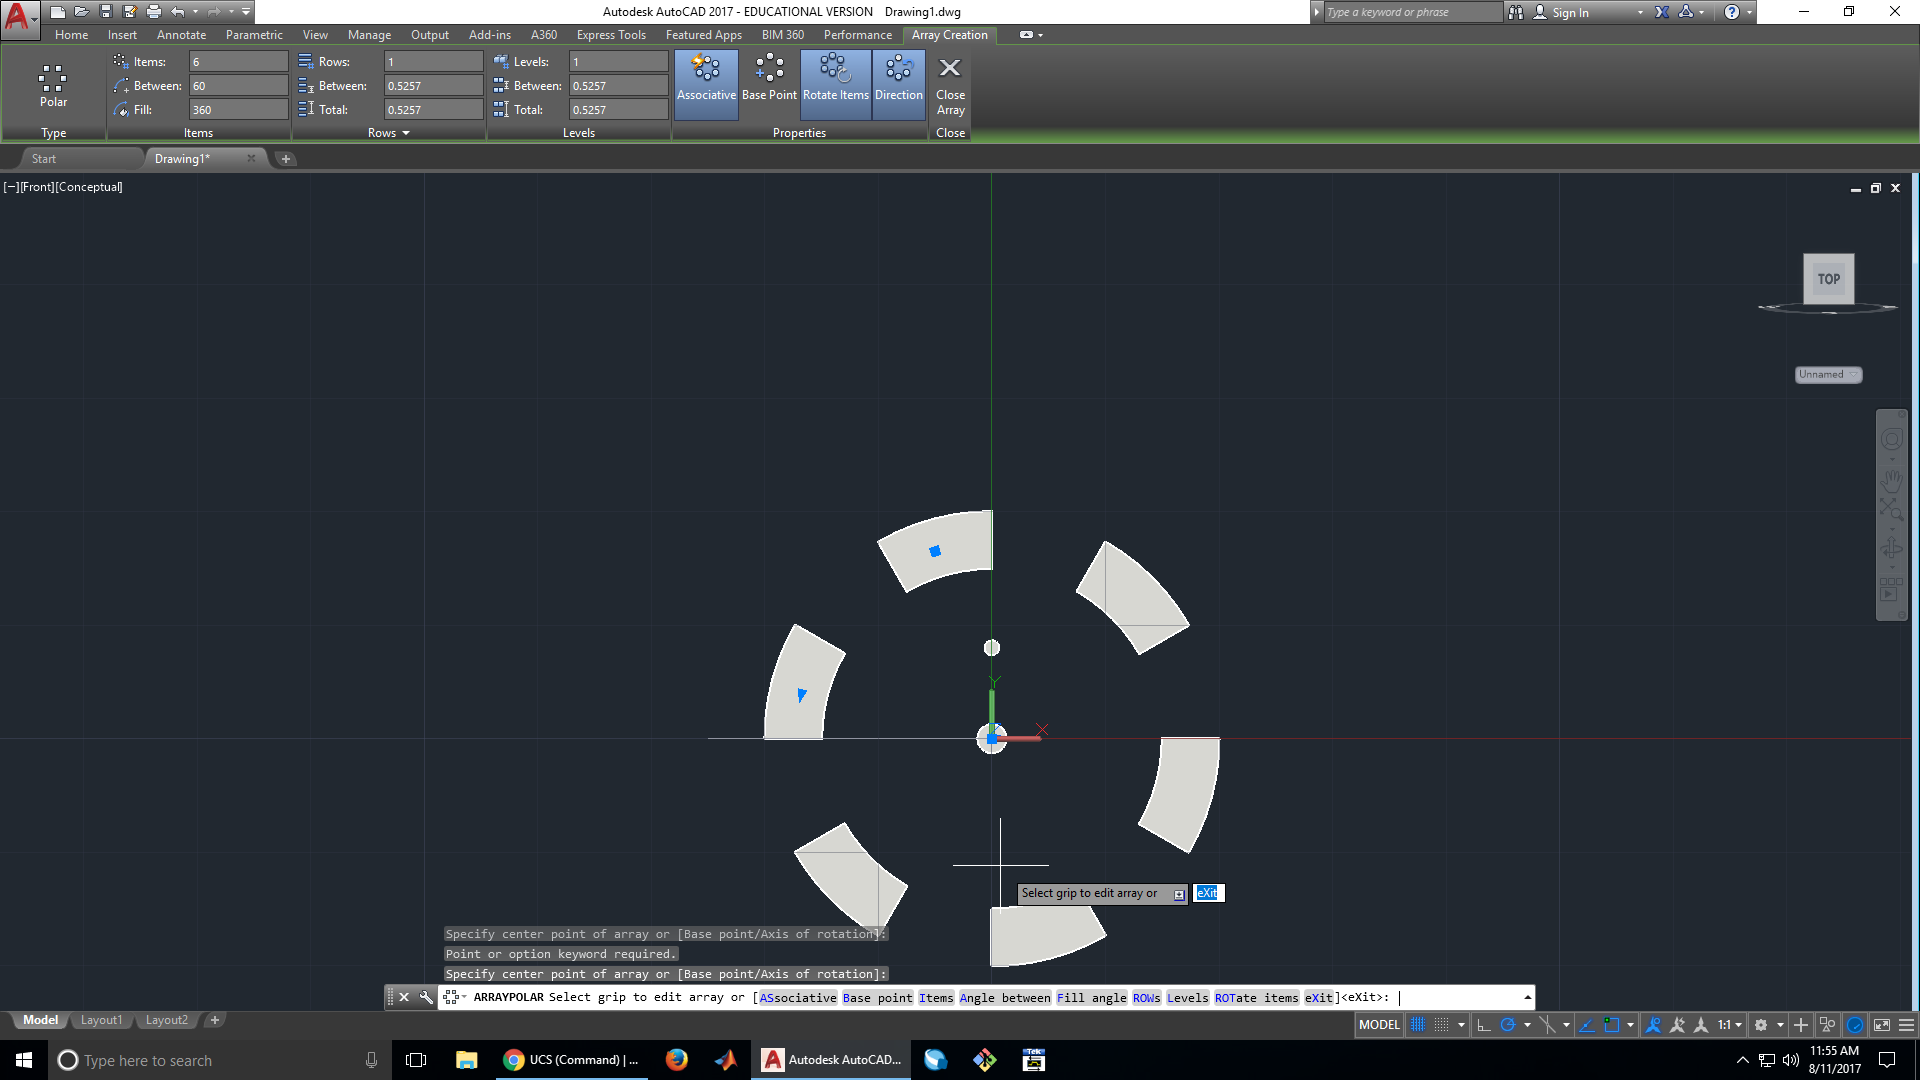 Autodesk AutoCAD 2017 - EDUCATIONAL VERSION Drawing1.dwg
Type a keyword or phrase
Sign In
Home Insert Annotate Parametric View Manage Output Add-ins A360 Express Tools Featured Apps BIM 360 Performance Array Creation
Items: 6 Rows: 1 Levels: 1
Between: 60 Between: 0.5257 Between: 0.5257
Fill: 360 Total: 0.5257 Total: 0.5257
Polar
Associative Base Point Rotate Items Direction Close Array
Type Items Rows Levels Properties Close
Start Drawing1*
[−][Front][Conceptual]
TOP
Unnamed
Y
X
Select grip to edit array or eXit
Specify center point of array or [Base point/Axis of rotation]:
Point or option keyword required.
Specify center point of array or [Base point/Axis of rotation]:
ARRAYPOLAR Select grip to edit array or [ASsociative Base point Items Angle between Fill angle ROWs Levels ROTate items eXit]<eXit>:
Model Layout1 Layout2 +
MODEL 1:1
Type here to search
UCS (Command) | ...
Autodesk AutoCAD...
Tek
11:55 AM
8/11/2017